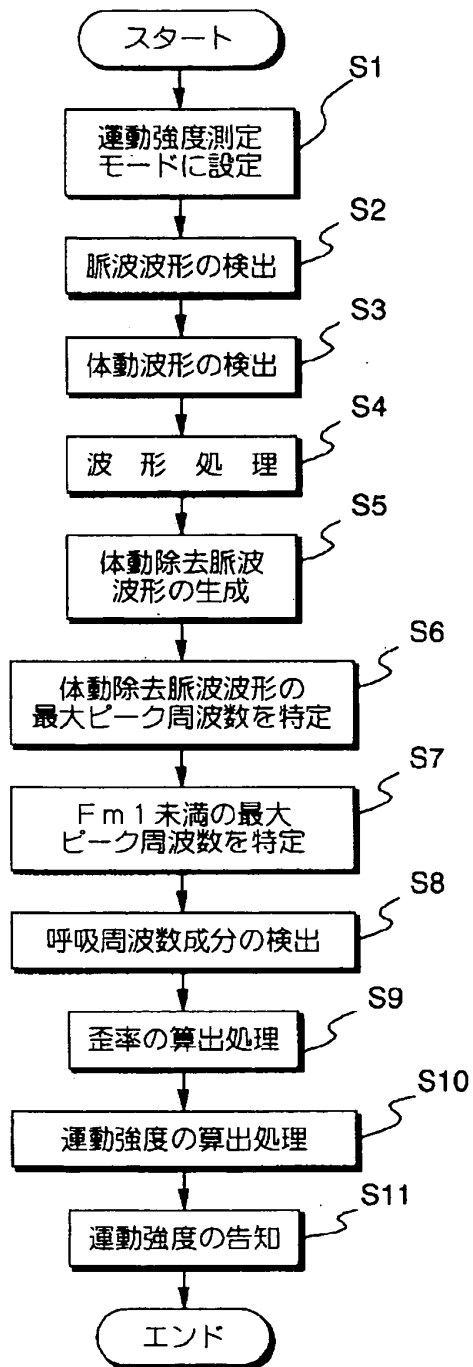 スタート
S1
運動強度測定
モードに設定
S2
脈波波形の検出
S3
体動波形の検出
S4
波 形 処 理
S5
体動除去脈波
波形の生成
S6
体動除去脈波波形の
最大ピーク周波数を特定
S7
Fm1未満の最大
ピーク周波数を特定
S8
呼吸周波数成分の検出
S9
歪率の算出処理
S10
運動強度の算出処理
S11
運動強度の告知
エンド